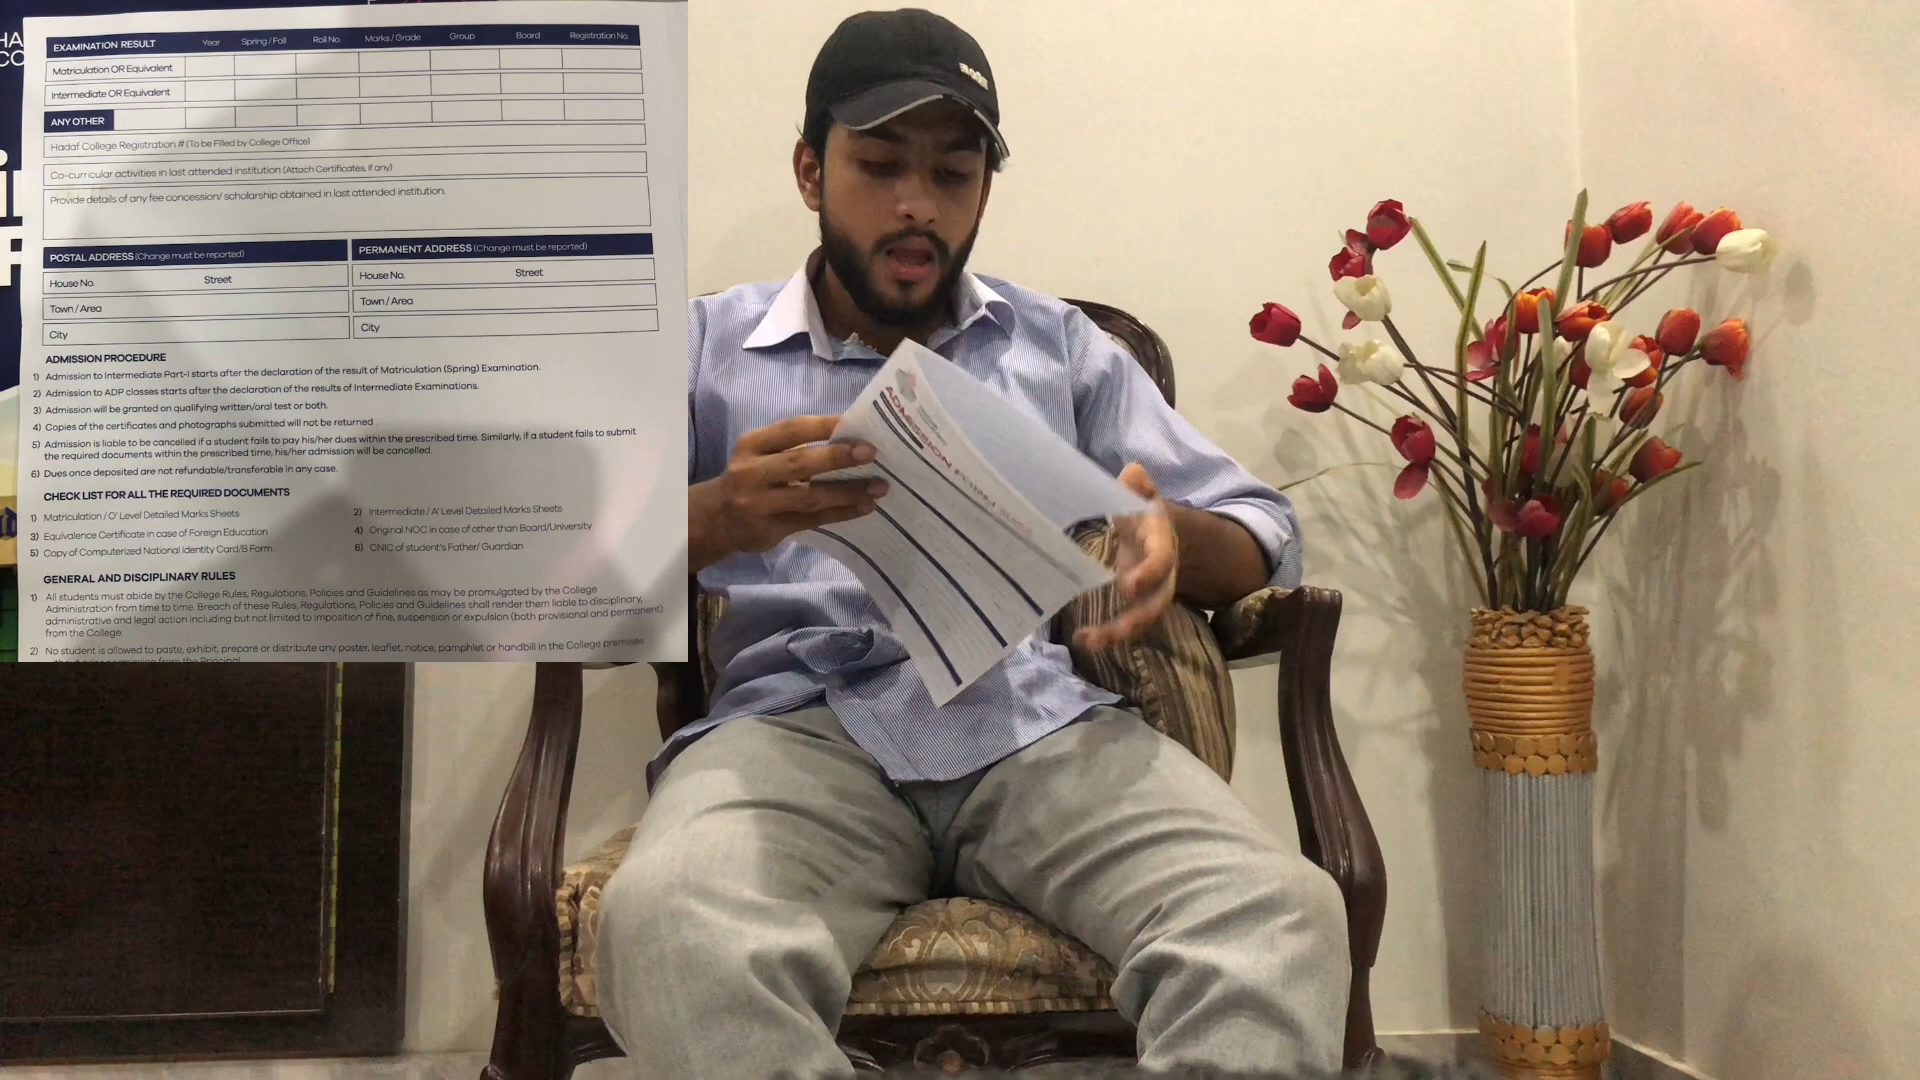 HA
CO
EXAMINATION RESULT Year Spring / Fall Roll No. Marks / Grade Group Board Registration No.
Matriculation OR Equivalent
Intermediate OR Equivalent
ANY OTHER
Hadaf College Registration # (To be Filled by College Office)
Co-curricular activities in last attended institution (Attach Certificates, if any)
Provide details of any fee concession/ scholarship obtained in last attended institution.
POSTAL ADDRESS (Change must be reported) PERMANENT ADDRESS (Change must be reported)
House No. Street House No. Street
Town / Area Town / Area
City City
ADMISSION PROCEDURE
1) Admission to Intermediate Part-I starts after the declaration of the result of Matriculation (Spring) Examination.
2) Admission to ADP classes starts after the declaration of the results of Intermediate Examinations.
3) Admission will be granted on qualifying written/oral test or both.
4) Copies of the certificates and photographs submitted will not be returned .
5) Admission is liable to be cancelled if a student fails to pay his/her dues within the prescribed time. Similarly, if a student fails to submit
the required documents within the prescribed time, his/her admission will be cancelled.
6) Dues once deposited are not refundable/transferable in any case.
CHECK LIST FOR ALL THE REQUIRED DOCUMENTS
1) Matriculation / O' Level Detailed Marks Sheets 2) Intermediate / A' Level Detailed Marks Sheets
3) Equivalence Certificate in case of Foreign Education 4) Original NOC in case of other than Board/University
5) Copy of Computerized National Identity Card/B Form 6) CNIC of student's Father/ Guardian
GENERAL AND DISCIPLINARY RULES
1) All students must abide by the College Rules, Regulations, Policies and Guidelines as may be promulgated by the College
Administration from time to time. Breach of these Rules, Regulations, Policies and Guidelines shall render them liable to disciplinary,
administrative and legal action including but not limited to imposition of fine, suspension or expulsion (both provisional and permanent)
from the College.
2) No student is allowed to paste, exhibit, prepare or distribute any poster, leaflet, notice, pamphlet or handbill in the College premises
without prior permission from the Principal.
ADMISSION FORM